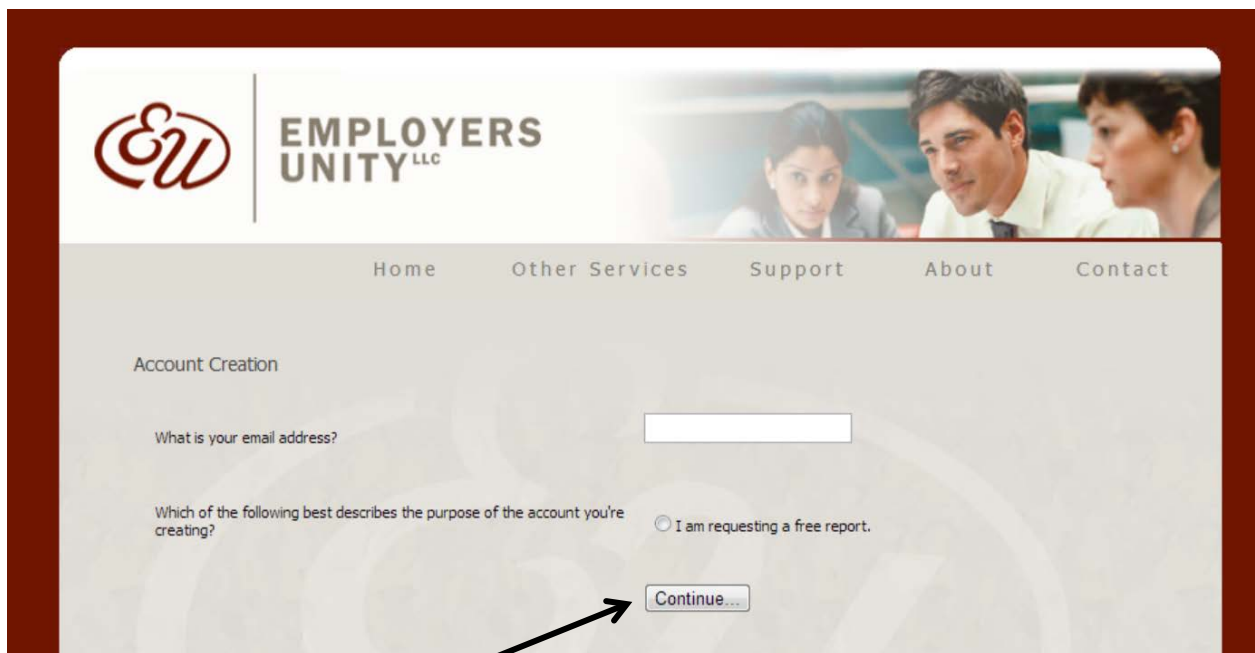 EU
EMPLOYERS
UNITY LLC
Home Other Services Support About Contact
Account Creation
What is your email address?
Which of the following best describes the purpose of the account you're
creating?
I am requesting a free report.
Continue...